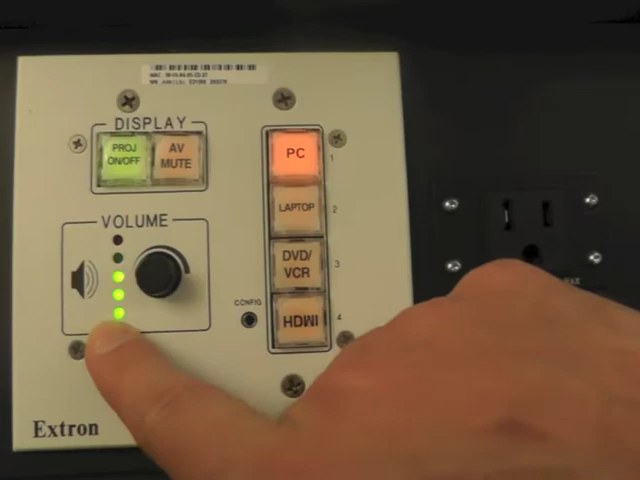 DISPLAY
PROJ
ON/OFF
AV
MUTE
PC
1
LAPTOP
2
DVD/
VCR
3
HDMI
4
VOLUME
CONFIG
Extron